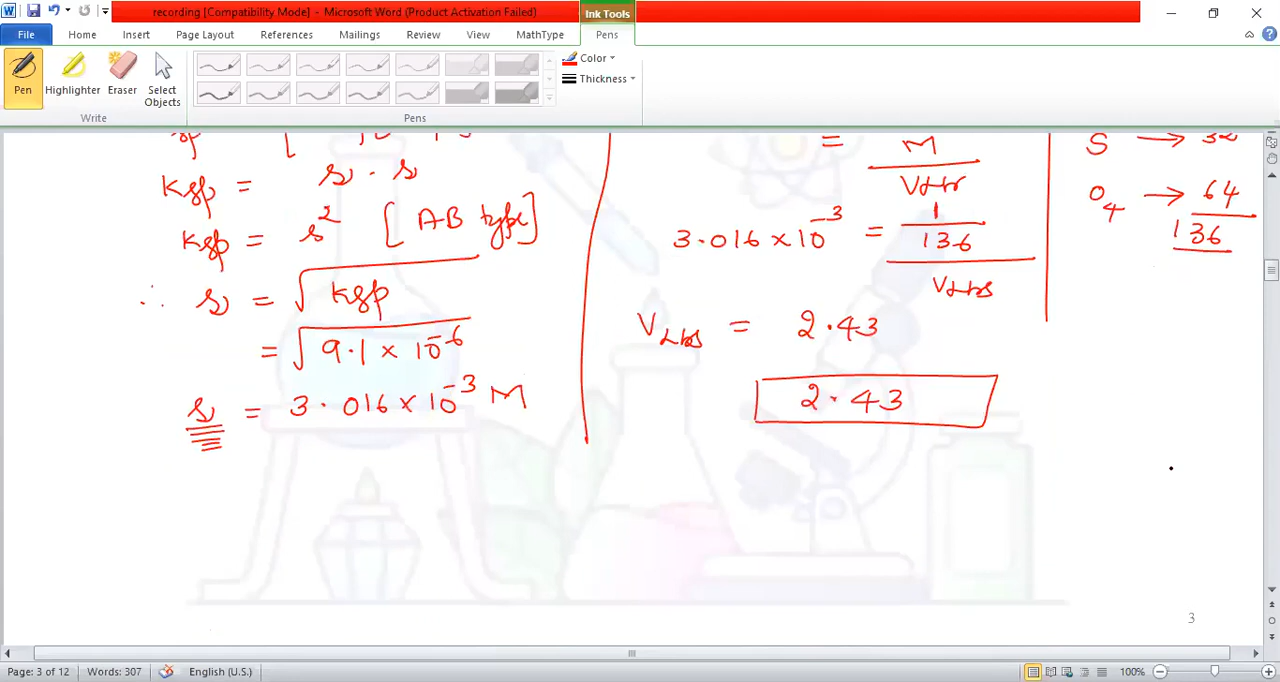 recording [Compatibility Mode] - Microsoft Word (Product Activation Failed)
Ink Tools
File Home Insert Page Layout References Mailings Review View MathType Pens
Pen Highlighter Eraser Select Objects
Color
Thickness
Write
Pens
Ksp =   s . s
Ksp = s² [AB type]
∴ s = √Ksp
= √9.1 × 10⁻⁶
s = 3.016 × 10⁻³ M
= M
V Ltr
3.016 × 10⁻³ = 1
136
V Ltrs
V Ltrs = 2.43
2.43
S → 32
O₄ → 64
136
3
Page: 3 of 12 Words: 307 English (U.S.) 100%